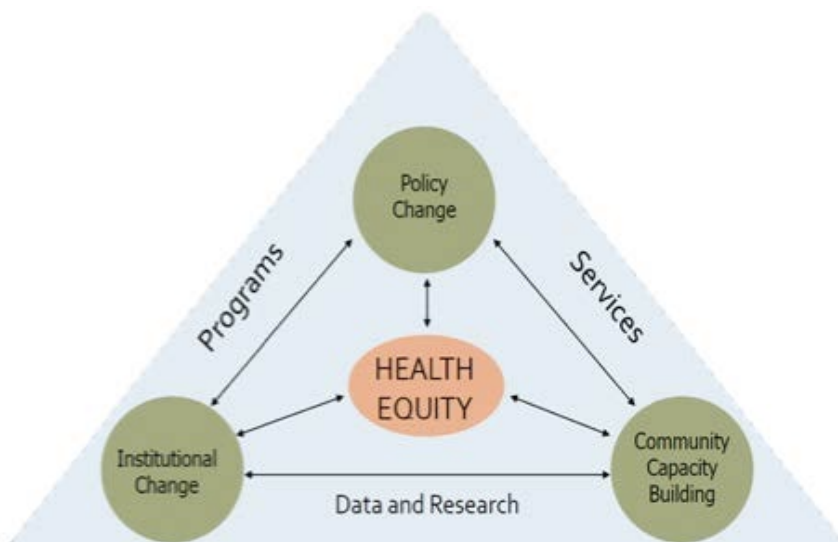 Policy
Change
Programs
Services
HEALTH
EQUITY
Institutional
Change
Community
Capacity
Building
Data and Research